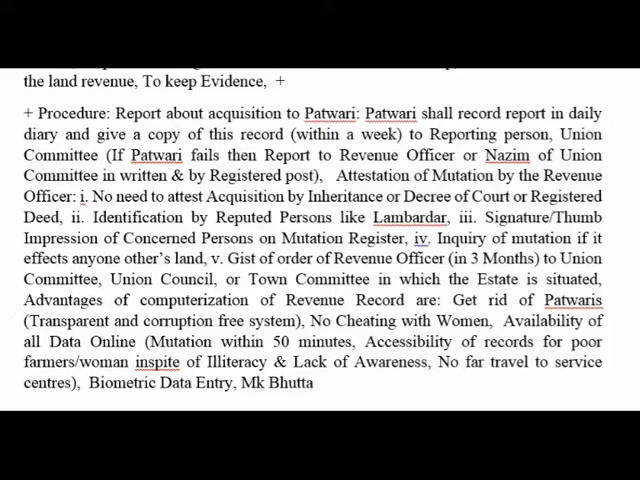 the land revenue, To keep Evidence, +
+ Procedure: Report about acquisition to Patwari: Patwari shall record report in daily
diary and give a copy of this record (within a week) to Reporting person, Union
Committee (If Patwari fails then Report to Revenue Officer or Nazim of Union
Committee in written & by Registered post), Attestation of Mutation by the Revenue
Officer: i. No need to attest Acquisition by Inheritance or Decree of Court or Registered
Deed, ii. Identification by Reputed Persons like Lambardar, iii. Signature/Thumb
Impression of Concerned Persons on Mutation Register, iv. Inquiry of mutation if it
effects anyone other's land, v. Gist of order of Revenue Officer (in 3 Months) to Union
Committee, Union Council, or Town Committee in which the Estate is situated,
Advantages of computerization of Revenue Record are: Get rid of Patwaris
(Transparent and corruption free system), No Cheating with Women, Availability of
all Data Online (Mutation within 50 minutes, Accessibility of records for poor
farmers/woman inspite of Illiteracy & Lack of Awareness, No far travel to service
centres), Biometric Data Entry, Mk Bhutta